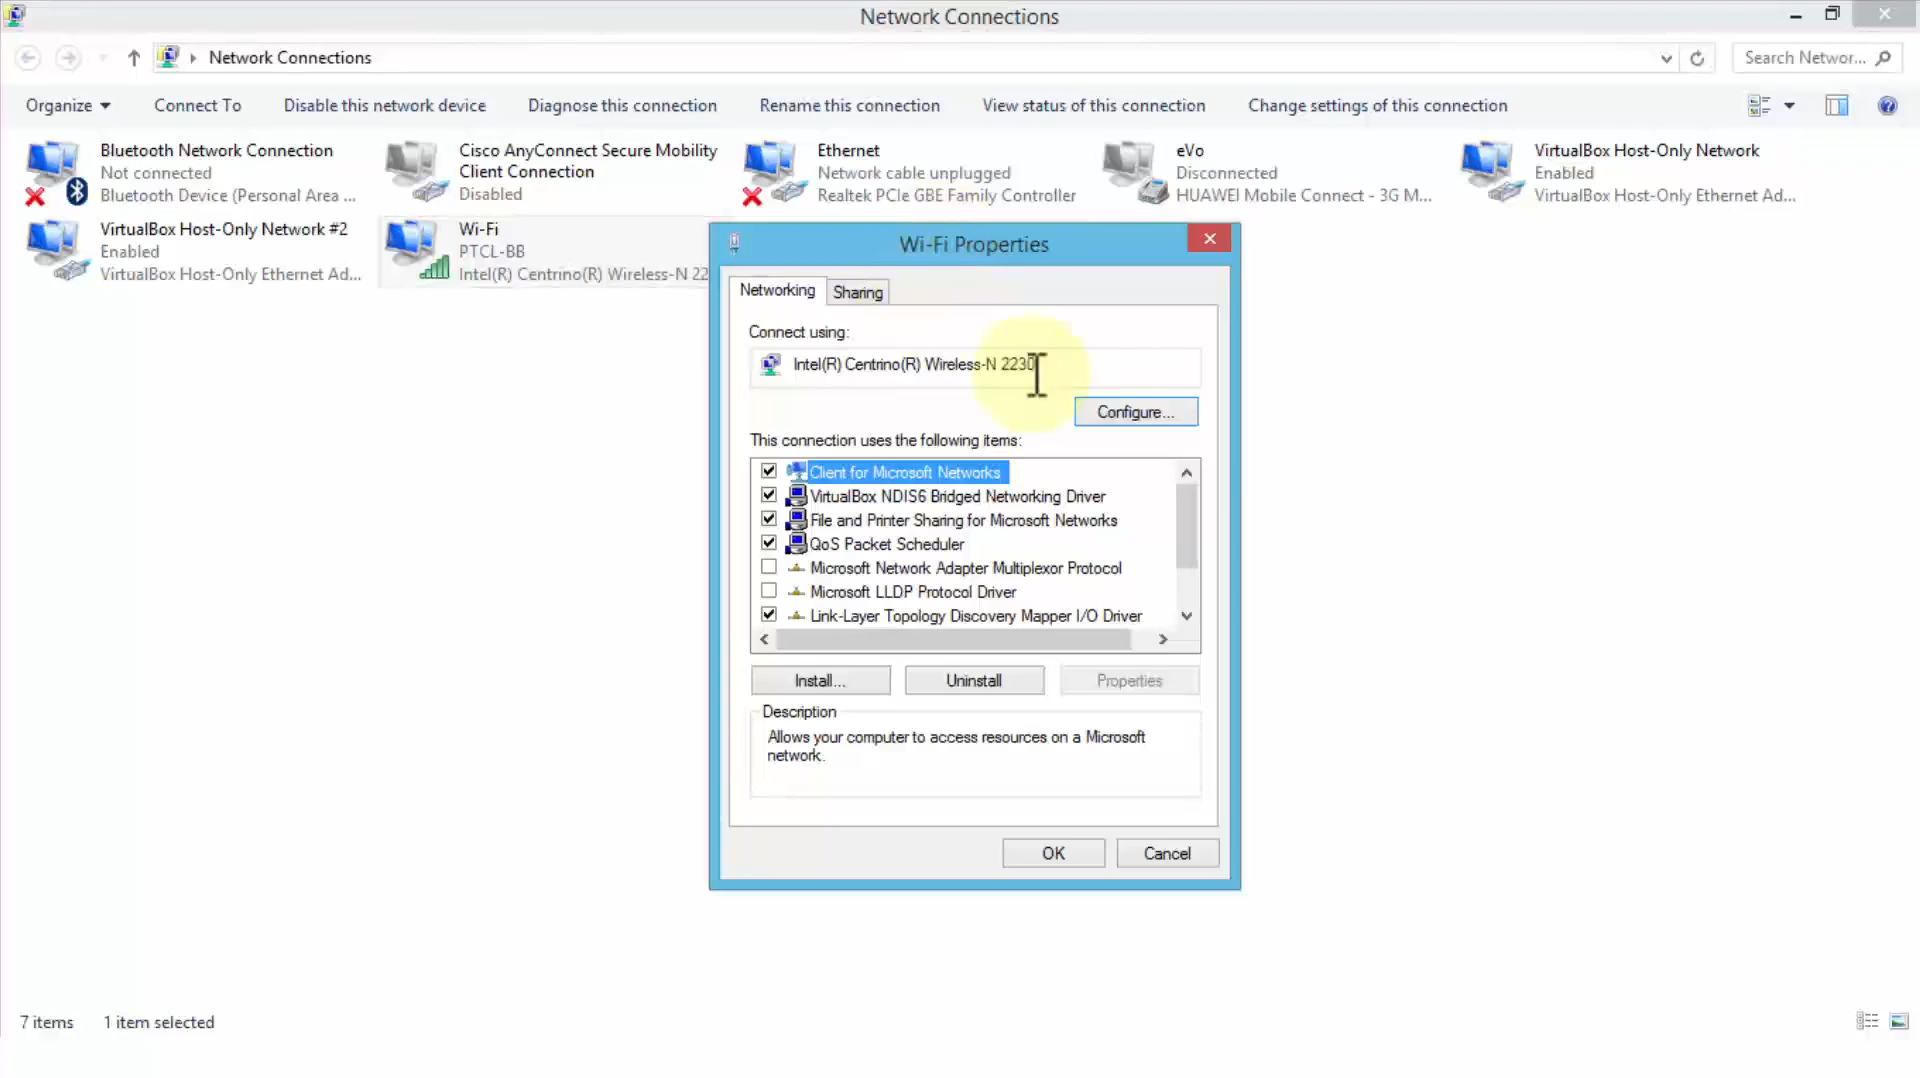 Network Connections
Network Connections
Search Networ...
Organize
Connect To
Disable this network device
Diagnose this connection
Rename this connection
View status of this connection
Change settings of this connection
Bluetooth Network Connection
Not connected
Bluetooth Device (Personal Area ...
Cisco AnyConnect Secure Mobility
Client Connection
Disabled
Ethernet
Network cable unplugged
Realtek PCIe GBE Family Controller
eVo
Disconnected
HUAWEI Mobile Connect - 3G M...
VirtualBox Host-Only Network
Enabled
VirtualBox Host-Only Ethernet Ad...
VirtualBox Host-Only Network #2
Enabled
VirtualBox Host-Only Ethernet Ad...
Wi-Fi
PTCL-BB
Intel(R) Centrino(R) Wireless-N 22
Wi-Fi Properties
Networking
Sharing
Connect using:
Intel(R) Centrino(R) Wireless-N 2230
Configure...
This connection uses the following items:
Client for Microsoft Networks
VirtualBox NDIS6 Bridged Networking Driver
File and Printer Sharing for Microsoft Networks
QoS Packet Scheduler
Microsoft Network Adapter Multiplexor Protocol
Microsoft LLDP Protocol Driver
Link-Layer Topology Discovery Mapper I/O Driver
Install...
Uninstall
Properties
Description
Allows your computer to access resources on a Microsoft
network.
OK
Cancel
7 items
1 item selected